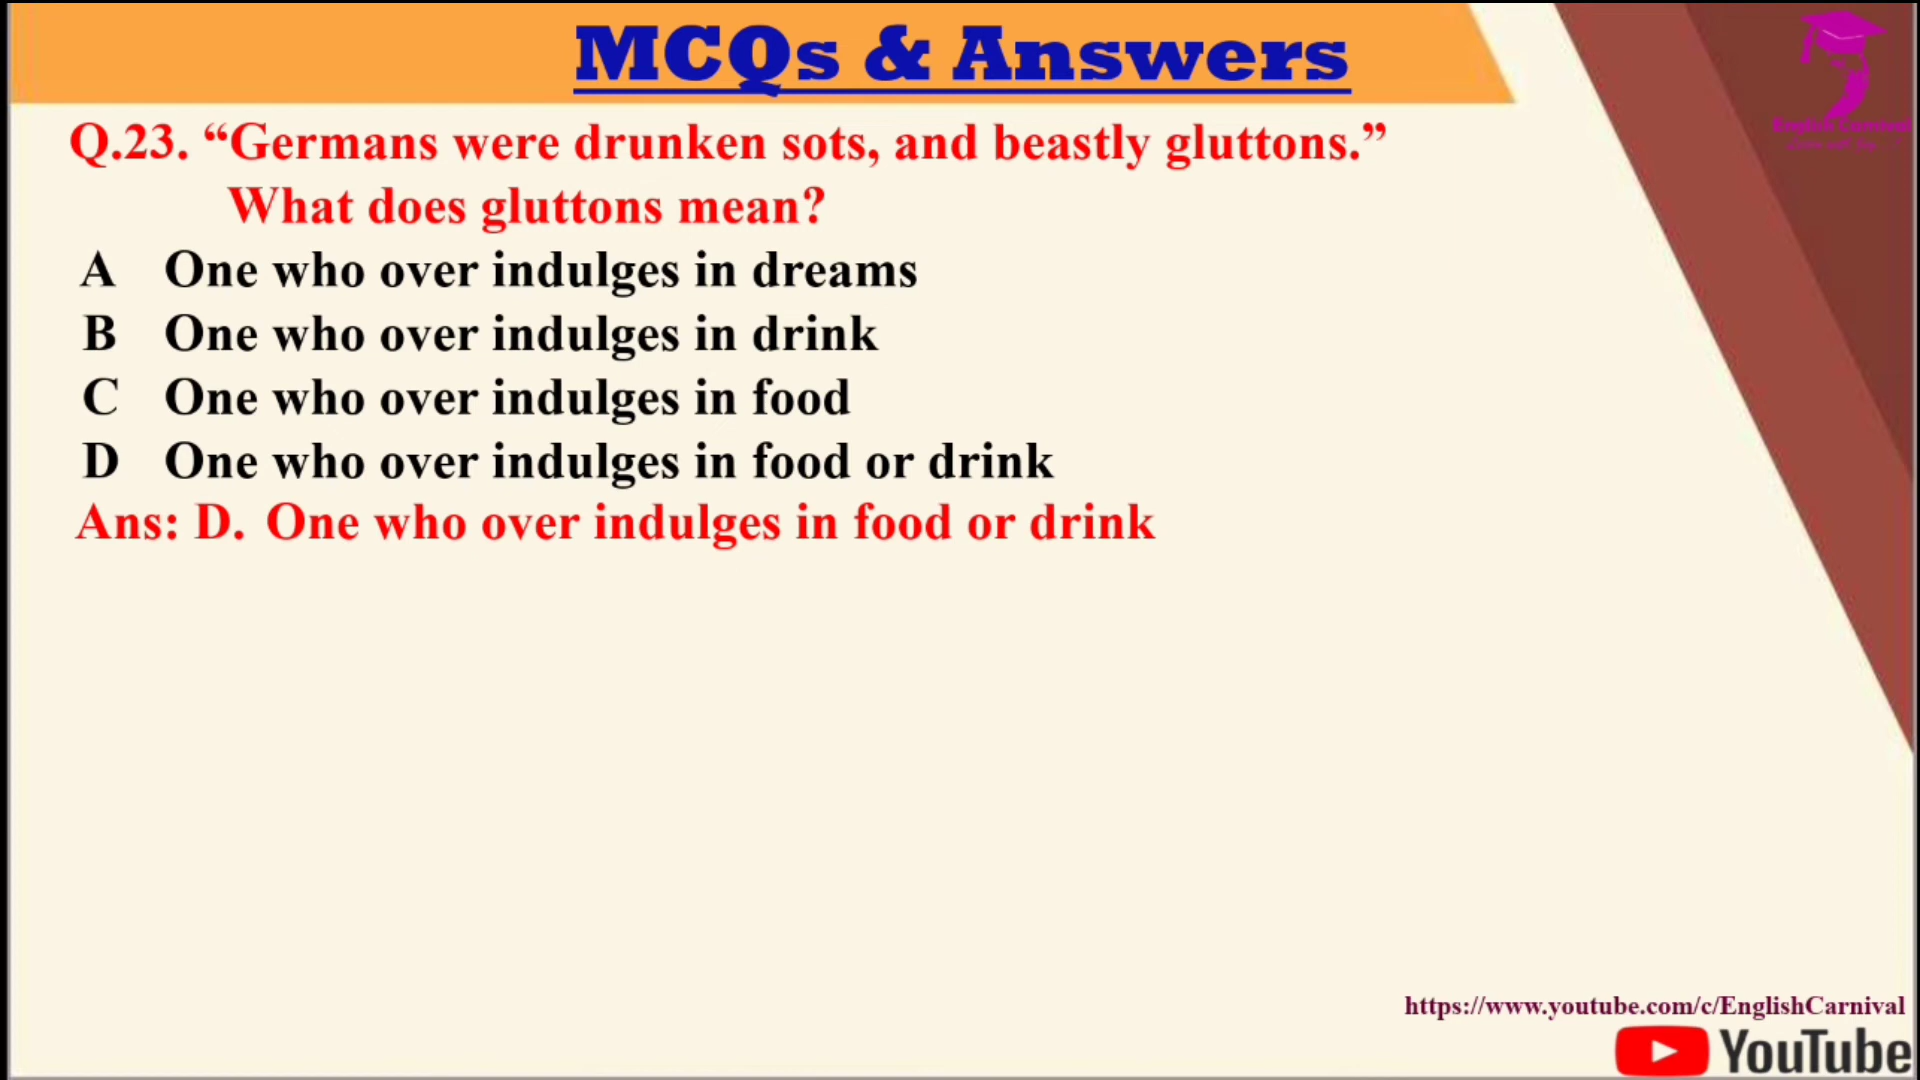 MCQs & Answers
Q.23. “Germans were drunken sots, and beastly gluttons.”
What does gluttons mean?
A One who over indulges in dreams
B One who over indulges in drink
C One who over indulges in food
D One who over indulges in food or drink
Ans: D. One who over indulges in food or drink
English Carnival
https://www.youtube.com/c/EnglishCarnival
YouTube